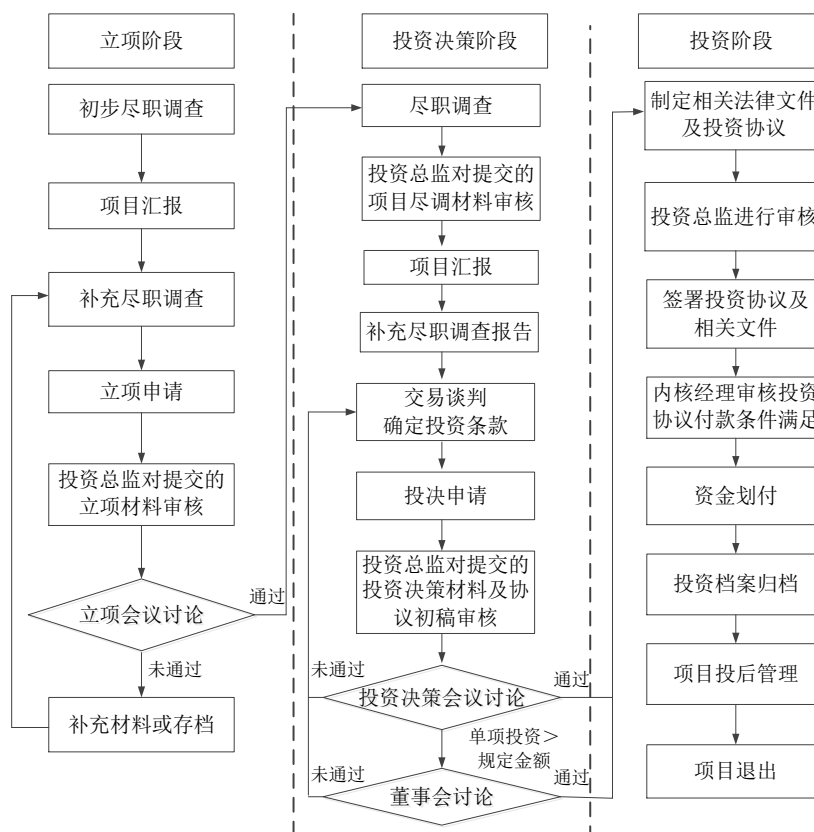 立项阶段
初步尽职调查
项目汇报
补充尽职调查
立项申请
投资总监对提交的
立项材料审核
立项会议讨论
通过
未通过
补充材料或存档
投资决策阶段
尽职调查
投资总监对提交的
项目尽调材料审核
项目汇报
补充尽职调查报告
交易谈判
确定投资条款
投决申请
投资总监对提交的
投资决策材料及协
议初稿审核
未通过
投资决策会议讨论
通过
单项投资＞
规定金额
未通过
董事会讨论
通过
投资阶段
制定相关法律文件
及投资协议
投资总监进行审核
签署投资协议及
相关文件
内核经理审核投资
协议付款条件满足
资金划付
投资档案归档
项目投后管理
项目退出